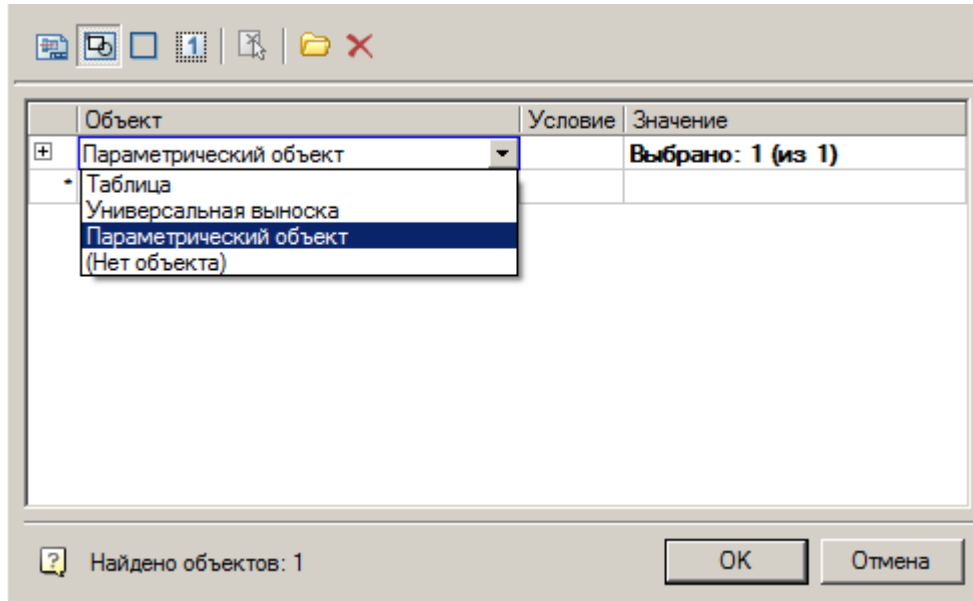 1
Объект Условие Значение
Параметрический объект Выбрано: 1 (из 1)
* Таблица
Универсальная выноска
Параметрический объект
(Нет объекта)
? Найдено объектов: 1 OK Отмена